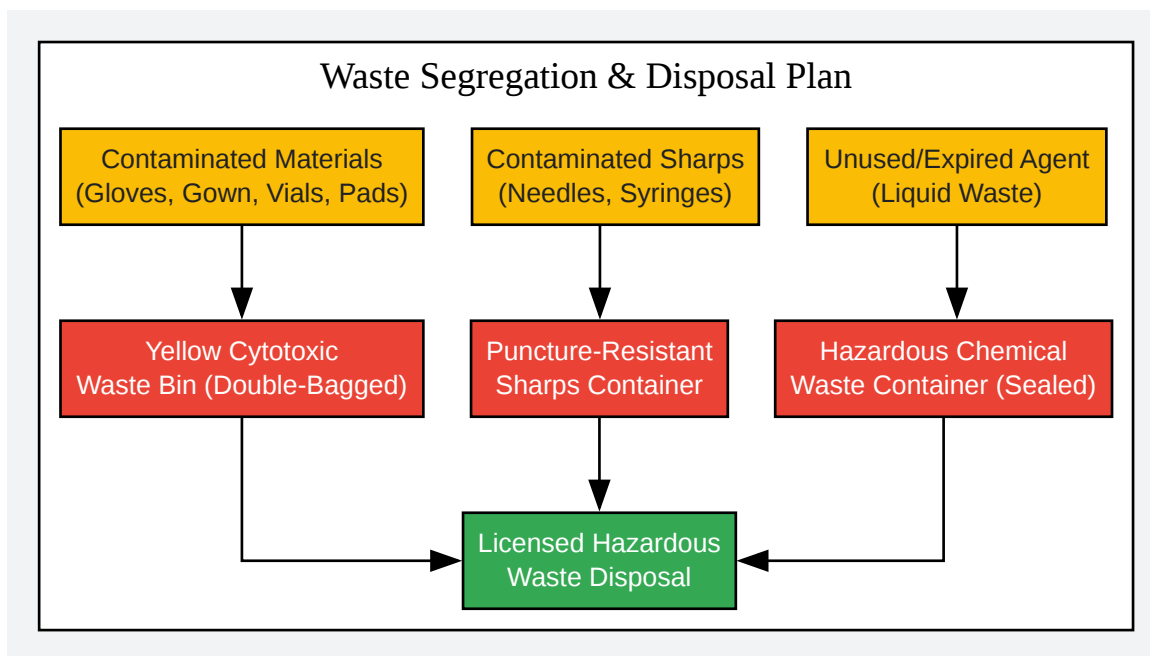 Waste Segregation & Disposal Plan
Contaminated Materials
(Gloves, Gown, Vials, Pads)
Contaminated Sharps
(Needles, Syringes)
Unused/Expired Agent
(Liquid Waste)
Yellow Cytotoxic
Waste Bin (Double-Bagged)
Puncture-Resistant
Sharps Container
Hazardous Chemical
Waste Container (Sealed)
Licensed Hazardous
Waste Disposal